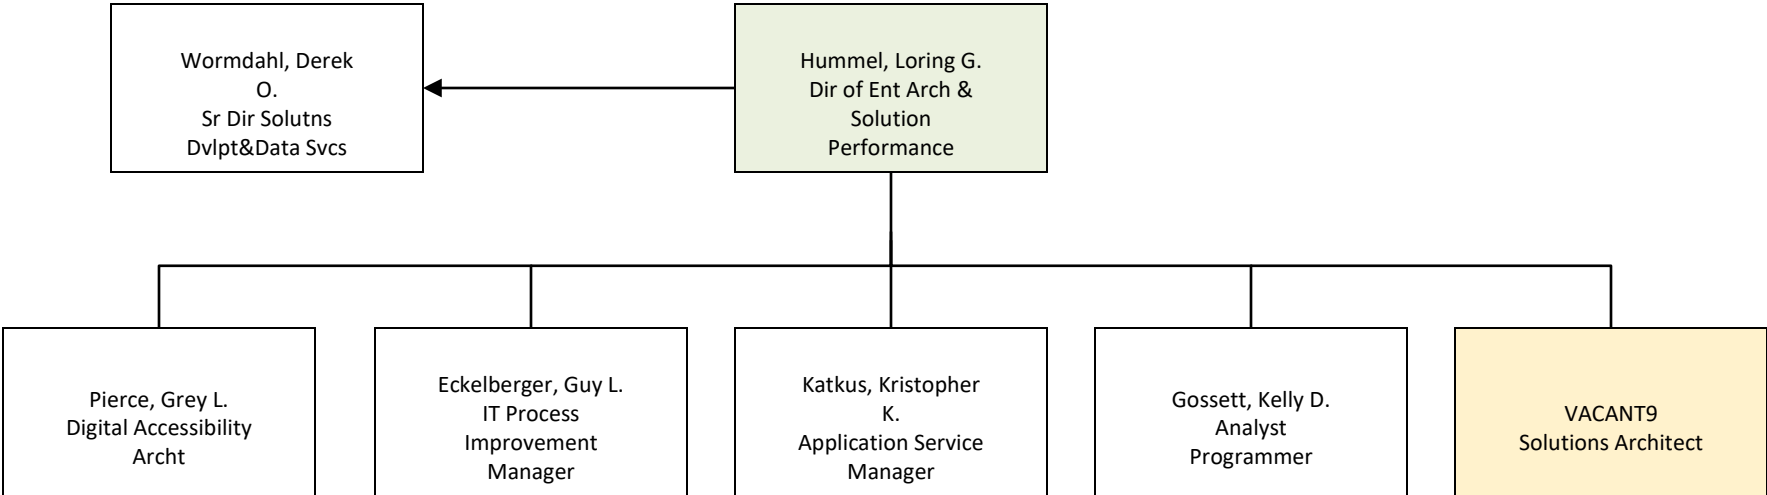 Wormdahl, Derek
O.
Sr Dir Solutns
Dvlpt&Data Svcs
Hummel, Loring G.
Dir of Ent Arch &
Solution
Performance
Pierce, Grey L.
Digital Accessibility
Archt
Eckelberger, Guy L.
IT Process
Improvement
Manager
Katkus, Kristopher
K.
Application Service
Manager
Gossett, Kelly D.
Analyst
Programmer
VACANT9
Solutions Architect